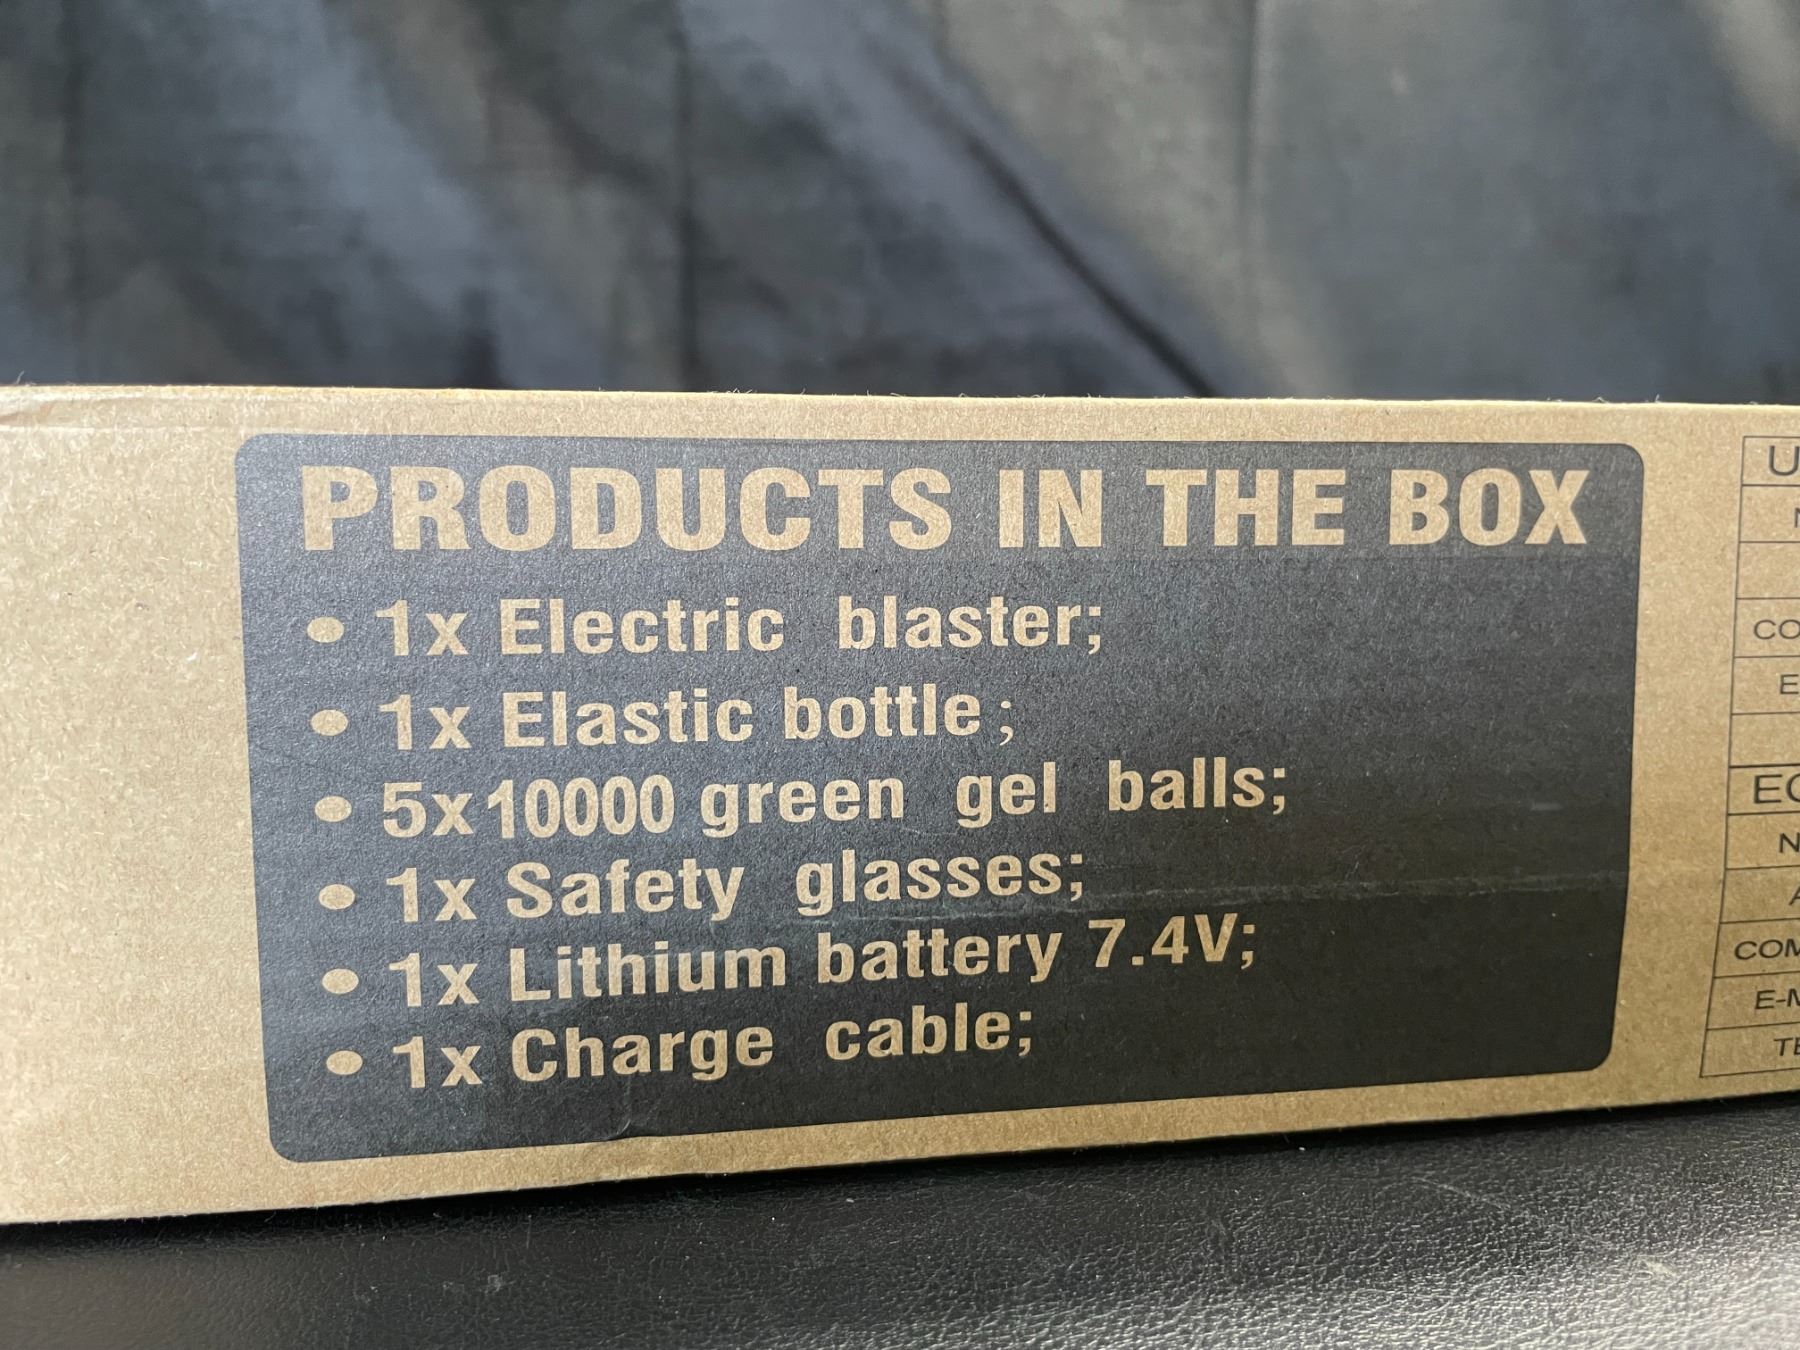 PRODUCTS IN THE BOX
• 1x Electric blaster;
• 1x Elastic bottle;
• 5x10000 green gel balls;
• 1x Safety glasses;
• 1x Lithium battery 7.4V;
• 1x Charge cable;